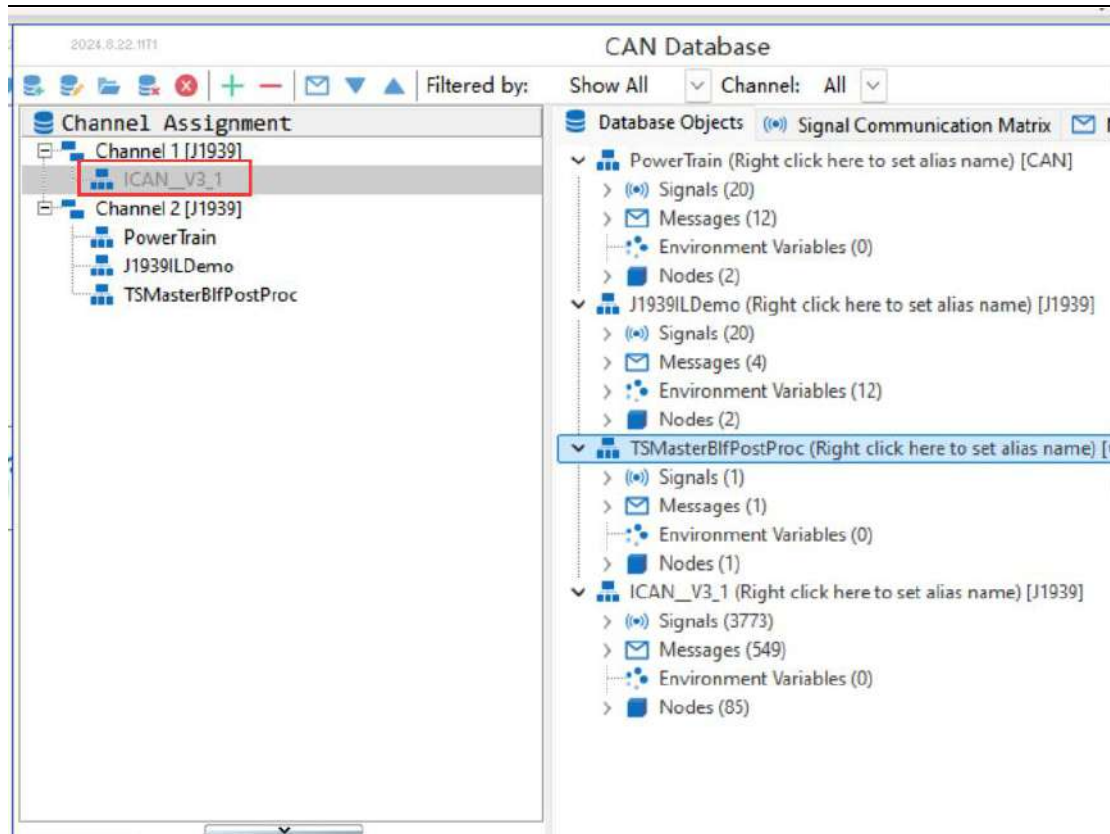 CAN Database
Filtered by: Show All Channel: All
Channel Assignment
Channel 1 [J1939]
ICAN__V3_1
Channel 2 [J1939]
PowerTrain
J1939ILDemo
TSMasterBlfPostProc
Database Objects Signal Communication Matrix
PowerTrain (Right click here to set alias name) [CAN]
Signals (20)
Messages (12)
Environment Variables (0)
Nodes (2)
J1939ILDemo (Right click here to set alias name) [J1939]
Signals (20)
Messages (4)
Environment Variables (12)
Nodes (2)
TSMasterBlfPostProc (Right click here to set alias name) [
Signals (1)
Messages (1)
Environment Variables (0)
Nodes (1)
ICAN__V3_1 (Right click here to set alias name) [J1939]
Signals (3773)
Messages (549)
Environment Variables (0)
Nodes (85)